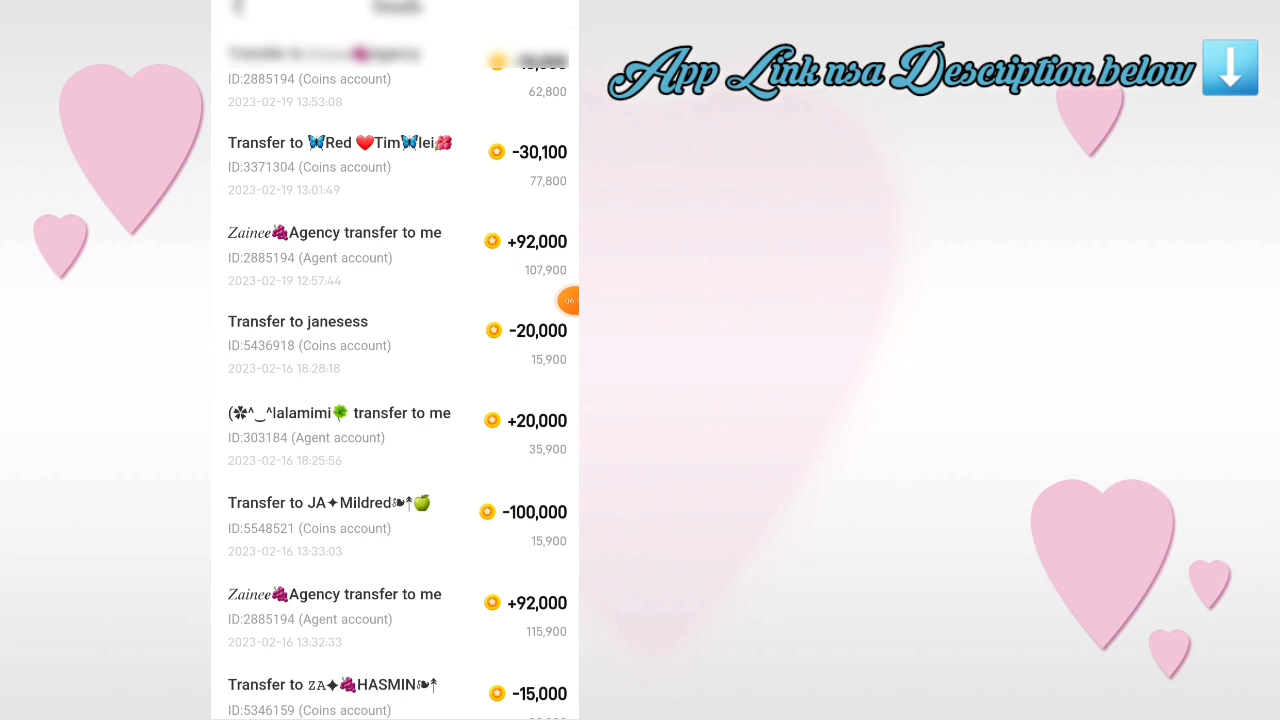 ID:2885194 (Coins account)
62,800
2023-02-19 13:53:08
Transfer to 🦋Red ❤️Tim🦋lei🌺
-30,100
ID:3371304 (Coins account)
77,800
2023-02-19 13:01:49
𝑍𝑎𝑖𝑛𝑒𝑒🍇Agency transfer to me
+92,000
ID:2885194 (Agent account)
107,900
2023-02-19 12:57:44
Transfer to janesess
-20,000
ID:5436918 (Coins account)
15,900
2023-02-16 18:28:18
(✤^‿^lalamimi🍀 transfer to me
+20,000
ID:303184 (Agent account)
35,900
2023-02-16 18:25:56
Transfer to JA✦Mildred❧↟🍏
-100,000
ID:5548521 (Coins account)
15,900
2023-02-16 13:33:03
𝑍𝑎𝑖𝑛𝑒𝑒🍇Agency transfer to me
+92,000
ID:2885194 (Agent account)
115,900
2023-02-16 13:32:33
Transfer to 𝚉𝙰✦🍇HASMIN❧↟
-15,000
ID:5346159 (Coins account)
App Link nsa Description below ⬇️